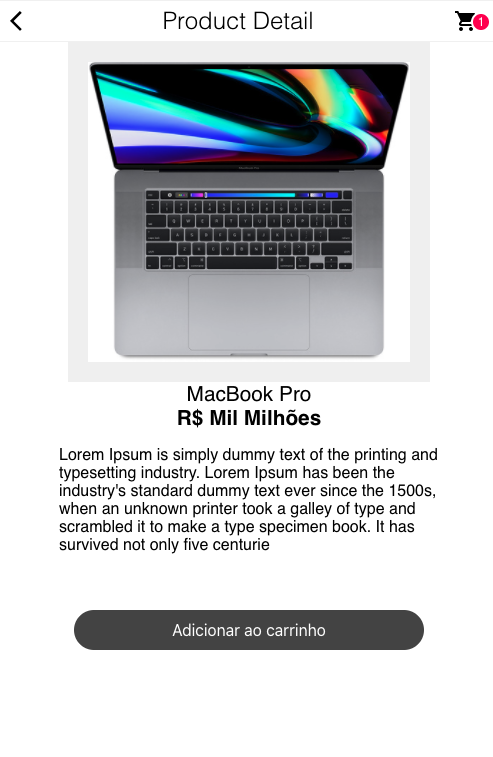 Product Detail
1
MacBook Pro
R$ Mil Milhões
Lorem Ipsum is simply dummy text of the printing and
typesetting industry. Lorem Ipsum has been the
industry's standard dummy text ever since the 1500s,
when an unknown printer took a galley of type and
scrambled it to make a type specimen book. It has
survived not only five centurie
Adicionar ao carrinho